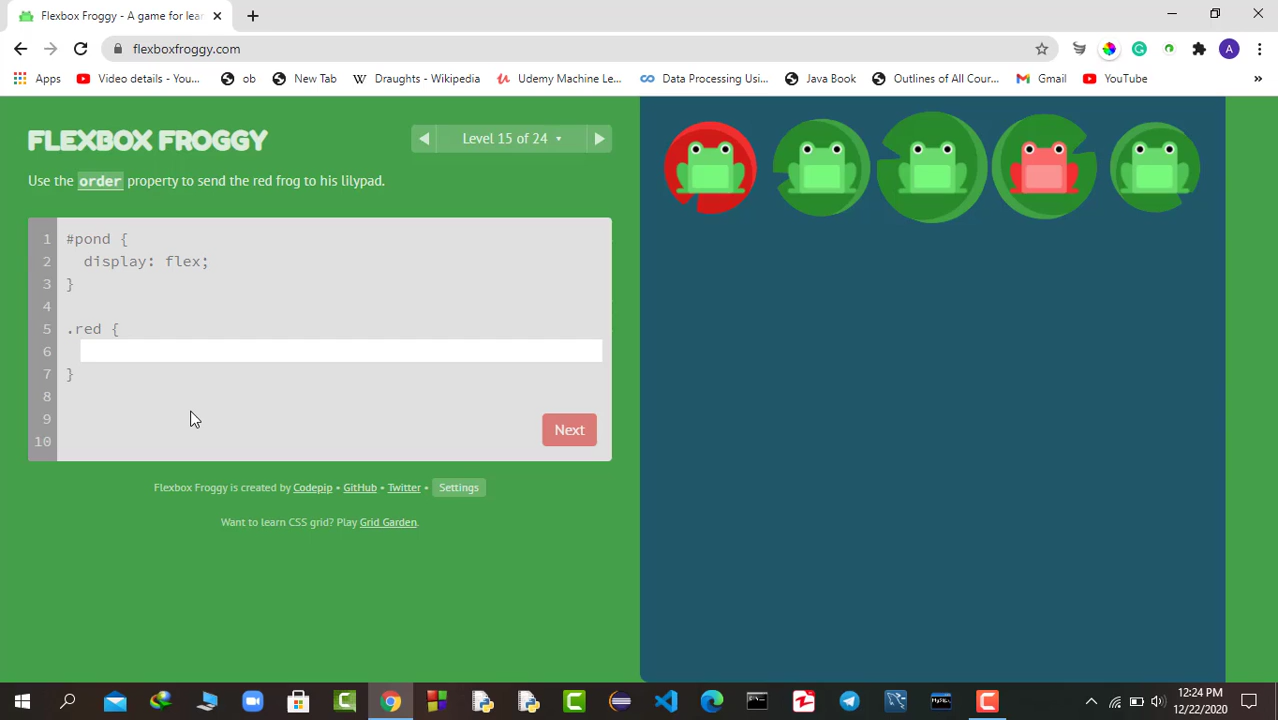 Flexbox Froggy - A game for lear
flexboxfroggy.com
A
Apps
Video details - You...
ob
New Tab
Draughts - Wikipedia
Udemy Machine Le...
Data Processing Usi...
Java Book
Outlines of All Cour...
Gmail
YouTube
»
FLEXBOX FROGGY
Level 15 of 24
Use the order property to send the red frog to his lilypad.
1 #pond {
2 display: flex;
3 }
4
5 .red {
6
7 }
8
9
10
Next
Flexbox Froggy is created by Codepip • GitHub • Twitter • Settings
Want to learn CSS grid? Play Grid Garden.
12:24 PM
12/22/2020